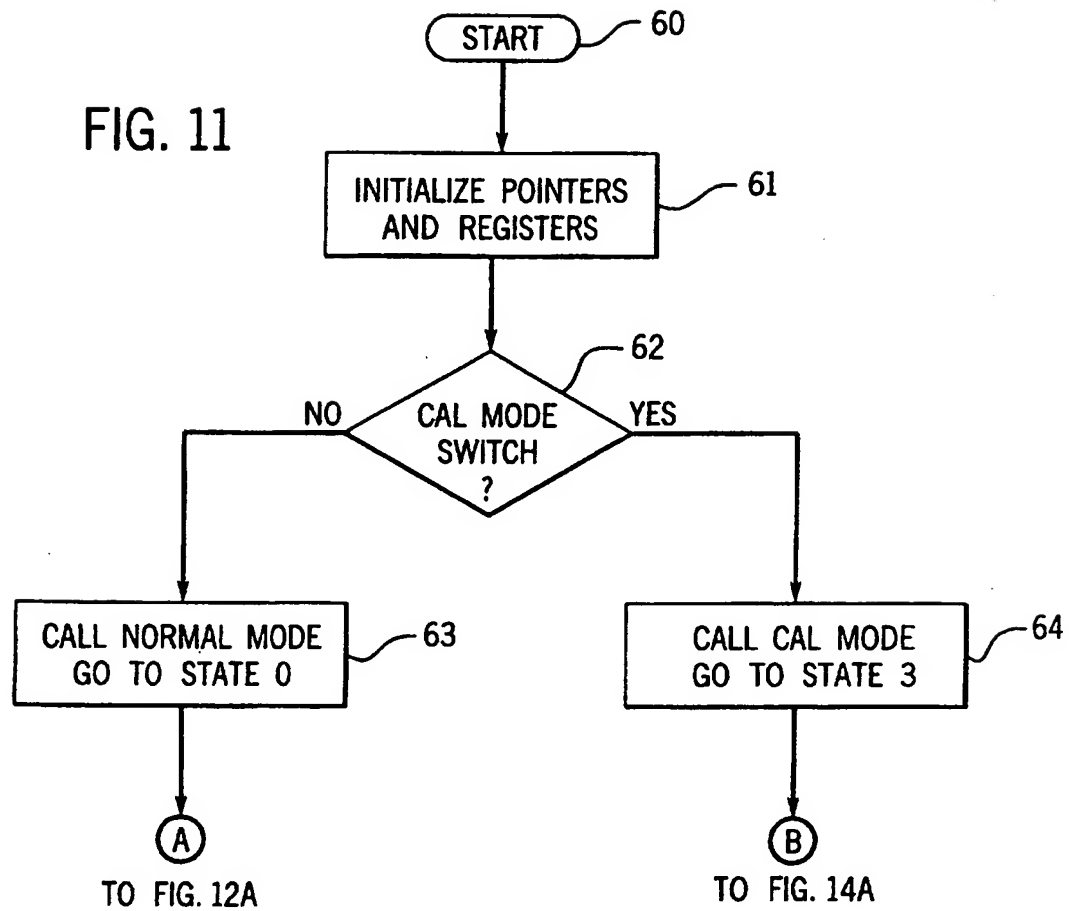 START
60
FIG. 11
INITIALIZE POINTERS
AND REGISTERS
61
62
NO
CAL MODE
SWITCH
?
YES
CALL NORMAL MODE
GO TO STATE 0
63
CALL CAL MODE
GO TO STATE 3
64
A
B
TO FIG. 12A
TO FIG. 14A